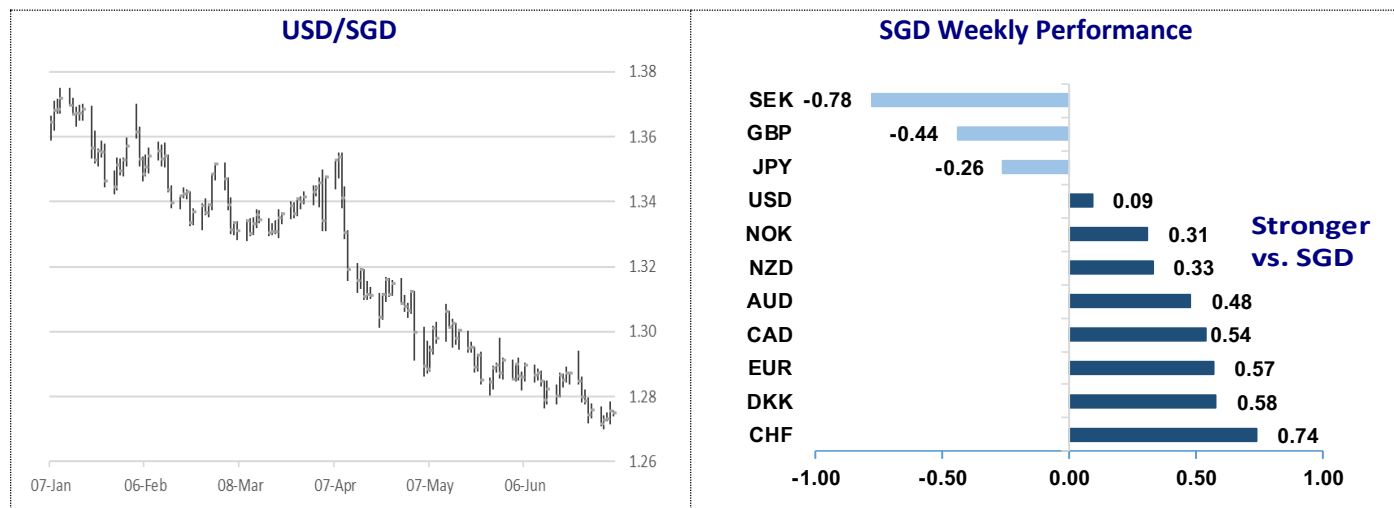 USD/SGD
1.38
1.36
1.34
1.32
1.30
1.28
1.26
07-Jan 06-Feb 08-Mar 07-Apr 07-May 06-Jun
SGD Weekly Performance
SEK -0.78
GBP -0.44
JPY -0.26
USD 0.09
NOK 0.31
NZD 0.33
AUD 0.48
CAD 0.54
EUR 0.57
DKK 0.58
CHF 0.74
Stronger
vs. SGD
-1.00 -0.50 0.00 0.50 1.00